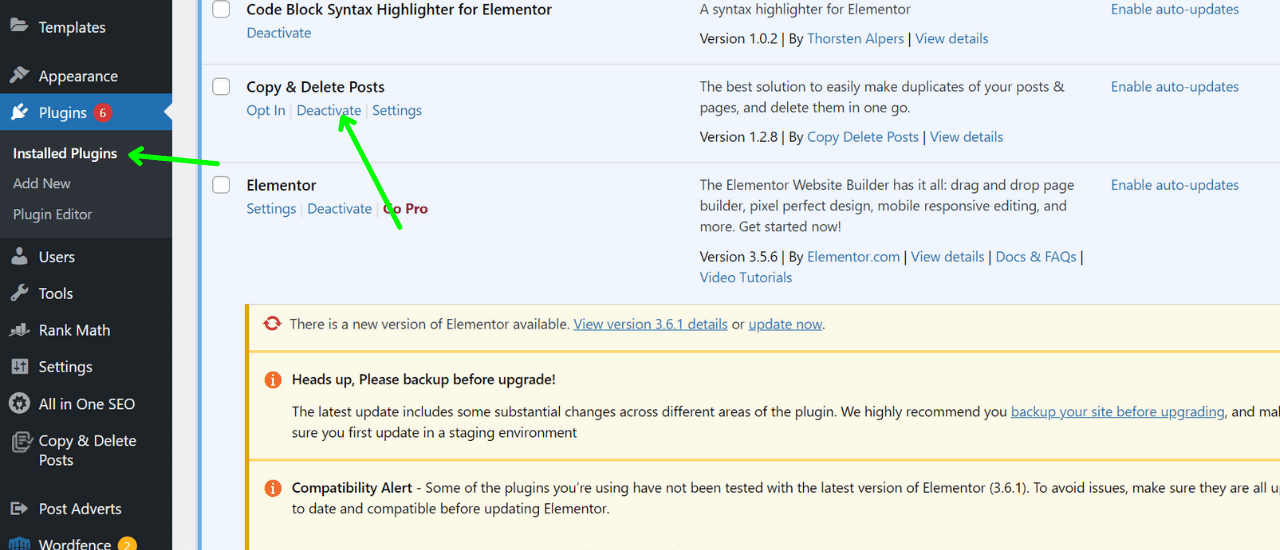 Templates
Appearance
Plugins 6
Installed Plugins
Add New
Plugin Editor
Users
Tools
Rank Math
Settings
All in One SEO
Copy & Delete
Posts
Post Adverts
Wordfence 2
Code Block Syntax Highlighter for Elementor
Deactivate
A syntax highlighter for Elementor
Version 1.0.2 | By Thorsten Alpers | View details
Enable auto-updates
Copy & Delete Posts
Opt In | Deactivate | Settings
The best solution to easily make duplicates of your posts &
pages, and delete them in one go.
Version 1.2.8 | By Copy Delete Posts | View details
Enable auto-updates
Elementor
Settings | Deactivate | Go Pro
The Elementor Website Builder has it all: drag and drop page
builder, pixel perfect design, mobile responsive editing, and
more. Get started now!
Version 3.5.6 | By Elementor.com | View details | Docs & FAQs |
Video Tutorials
Enable auto-updates
There is a new version of Elementor available. View version 3.6.1 details or update now.
Heads up, Please backup before upgrade!
The latest update includes some substantial changes across different areas of the plugin. We highly recommend you backup your site before upgrading, and mak
sure you first update in a staging environment
Compatibility Alert - Some of the plugins you're using have not been tested with the latest version of Elementor (3.6.1). To avoid issues, make sure they are all up
to date and compatible before updating Elementor.